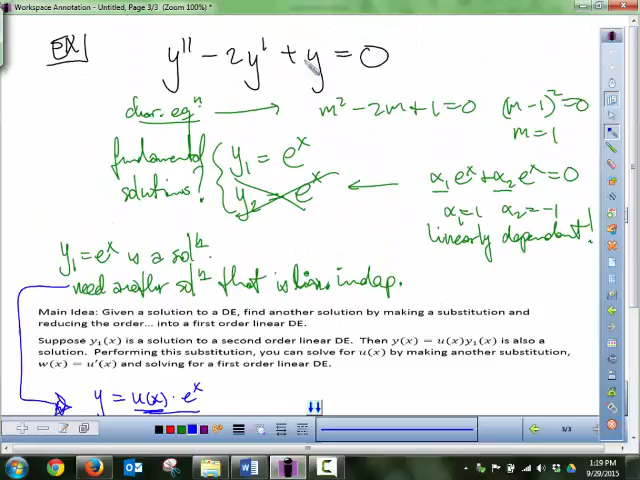 Workspace Annotation - Untitled, Page 3/3 (Zoom 200%) *
EX1
y'' - 2y' + y = 0
char. eqⁿ → m² - 2m + 1 = 0 (m-1)² = 0
m = 1
fundamental solutions?
y₁ = eˣ
y₂ = eˣ
← α₁eˣ + α₂eˣ = 0
α₁ = 1 α₂ = -1
linearly dependent!
y₁ = eˣ is a solⁿ
need another solⁿ that is lin. indep.
Main Idea: Given a solution to a DE, find another solution by making a substitution and
reducing the order... into a first order linear DE.
Suppose y₁(x) is a solution to a second order linear DE. Then y(x) = u(x)y₁(x) is also a
solution. Performing this substitution, you can solve for u(x) by making another substitution,
w(x) = u′(x) and solving for a first order linear DE.
y = u(x) · eˣ
3/3
1:19 PM
9/29/2015